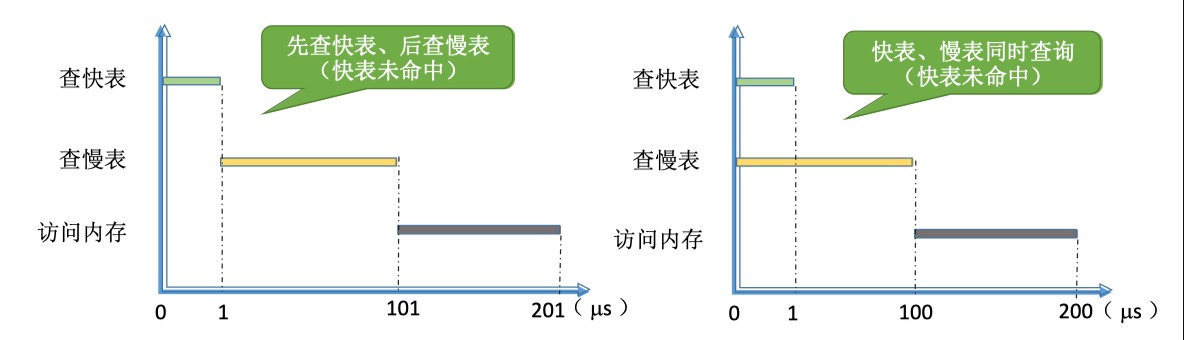 先查快表、后查慢表
（快表未命中）
查快表
查慢表
访问内存
0 1 101 201（μs）
快表、慢表同时查询
（快表未命中）
查快表
查慢表
访问内存
0 1 100 200（μs）